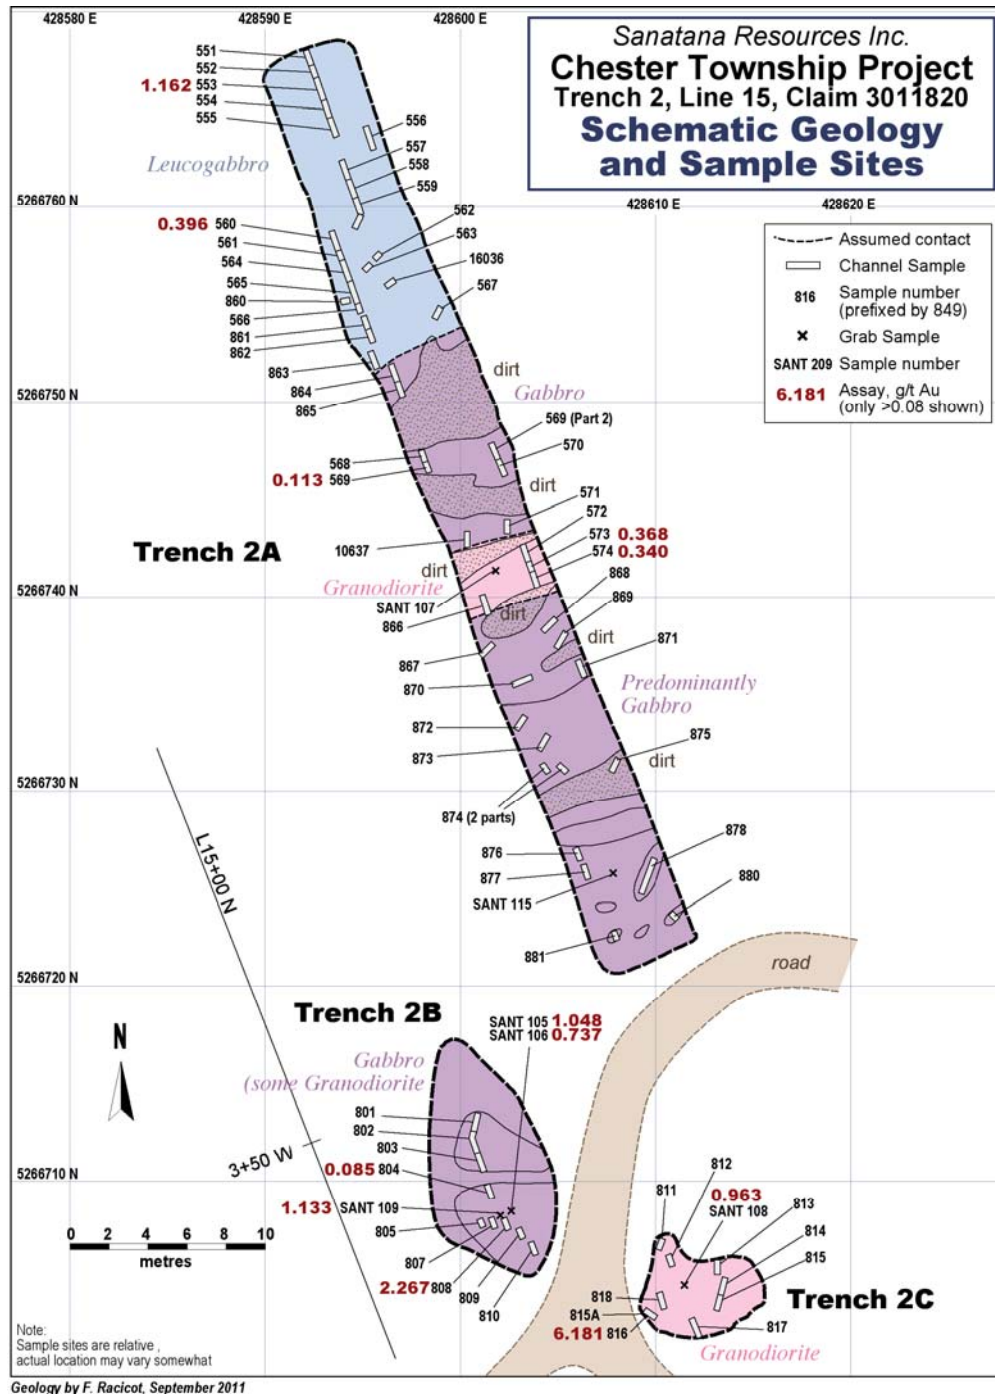 428580 E
428590 E
428600 E
Sanatana Resources Inc.
Chester Township Project
Trench 2, Line 15, Claim 3011820
Schematic Geology
and Sample Sites
428610 E
428620 E
Assumed contact
Channel Sample
816
Sample number
(prefixed by 849)
Grab Sample
SANT 209
Sample number
6.181
Assay, g/t Au
(only >0.08 shown)
551
552
1.162 553
554
555
556
Leucogabbro
557
558
559
5266760 N
562
0.396 560
563
561
564
16036
565
567
860
566
861
862
863
dirt
864
Gabbro
5266750 N
865
569 (Part 2)
568
570
0.113 569
dirt
571
572
Trench 2A
573 0.368
10637
574 0.340
dirt
868
Granodiorite
5266740 N
SANT 107
869
dirt
866
dirt
871
867
870
Predominantly
Gabbro
872
875
873
dirt
5266730 N
874 (2 parts)
878
876
877
880
SANT 115
L15+00 N
881
road
5266720 N
Trench 2B
SANT 105 1.048
SANT 106 0.737
N
Gabbro
(some Granodiorite
801
802
803
3+50 W
5266710 N
0.085 804
812
811
0.963
813
1.133 SANT 109
SANT 108
814
805
815
0 2 4 6 8 10
metres
807
2.267 808
809
810
818
Trench 2C
815A
6.181 816
817
Granodiorite
Note:
Sample sites are relative ,
actual location may vary somewhat
Geology by F. Racicot, September 2011